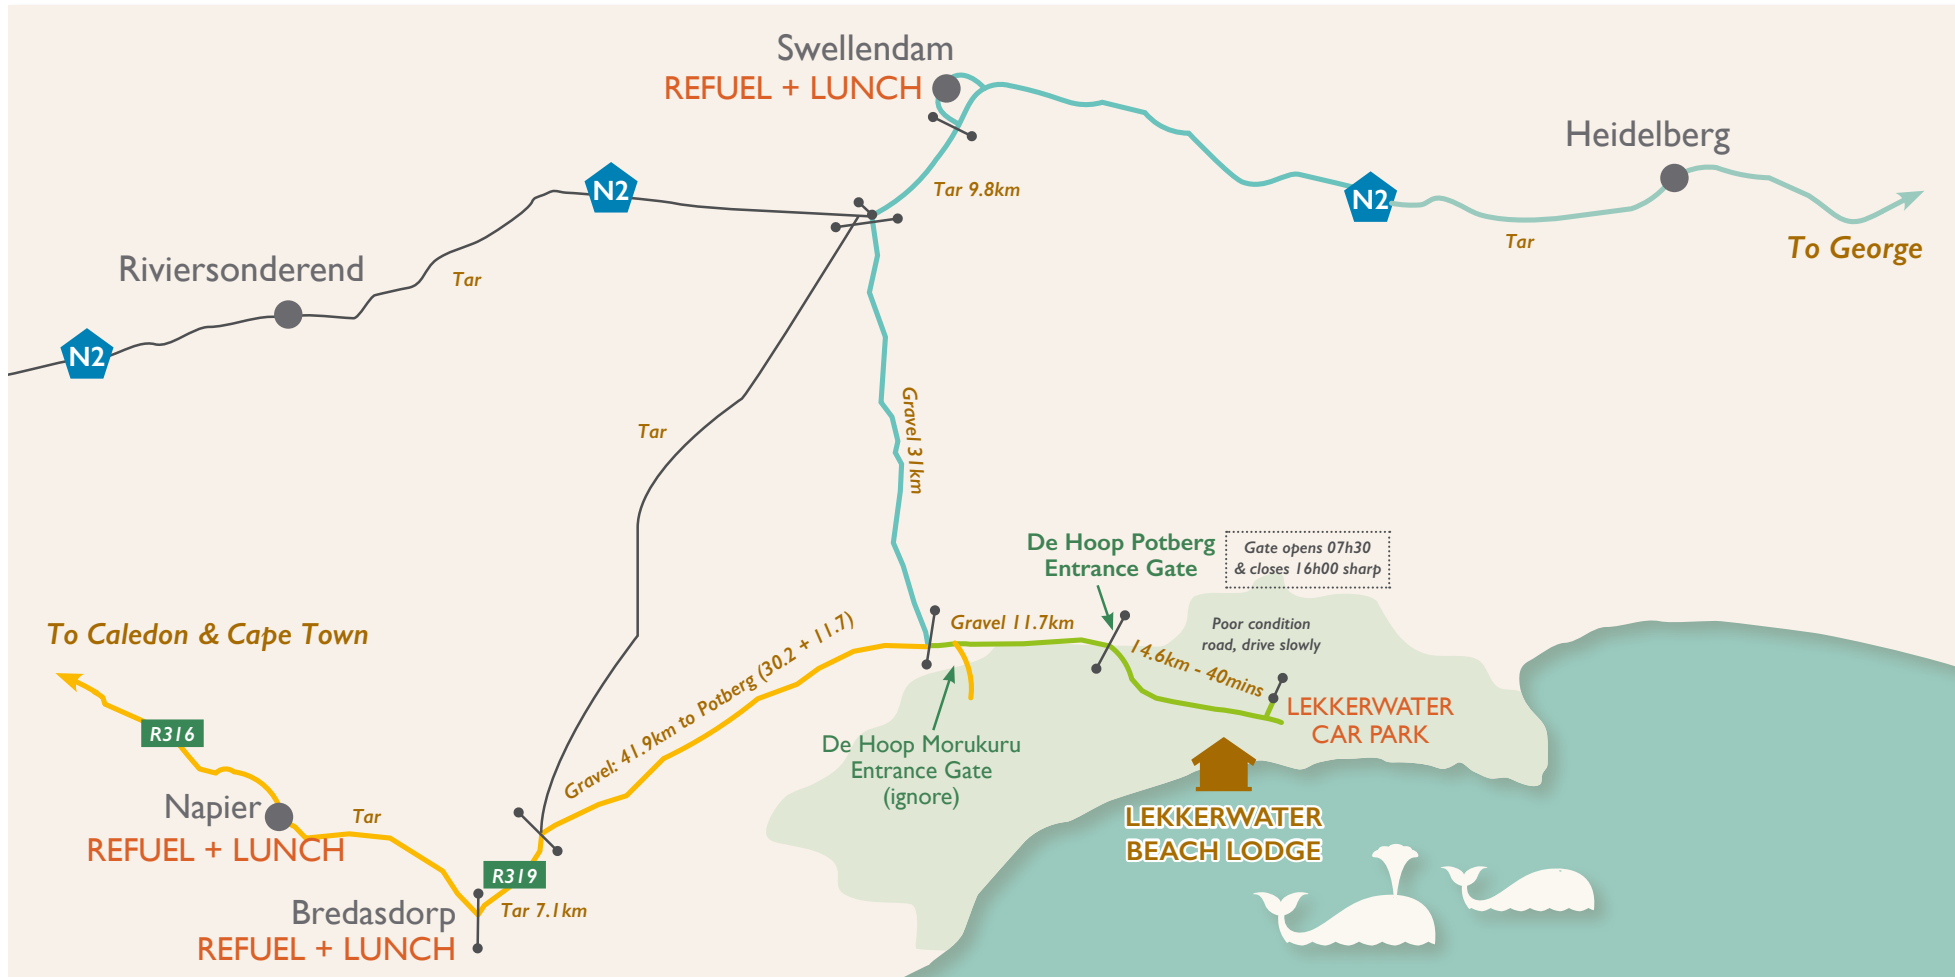 Swellendam
REFUEL + LUNCH
Heidelberg
N2
Tar 9.8km
N2
Tar
To George
Riviersonderend
Tar
N2
Tar
Gravel 31km
De Hoop Potberg
Entrance Gate
Gate opens 07h30
& closes 16h00 sharp
To Caledon & Cape Town
Gravel: 41.9km to Potberg (30.2 + 11.7)
Gravel 11.7km
Poor condition
road, drive slowly
14.6km - 40mins
LEKKERWATER
CAR PARK
R316
De Hoop Morukuru
Entrance Gate
(ignore)
Napier
REFUEL + LUNCH
Tar
LEKKERWATER
BEACH LODGE
R319
Tar 7.1km
Bredasdorp
REFUEL + LUNCH